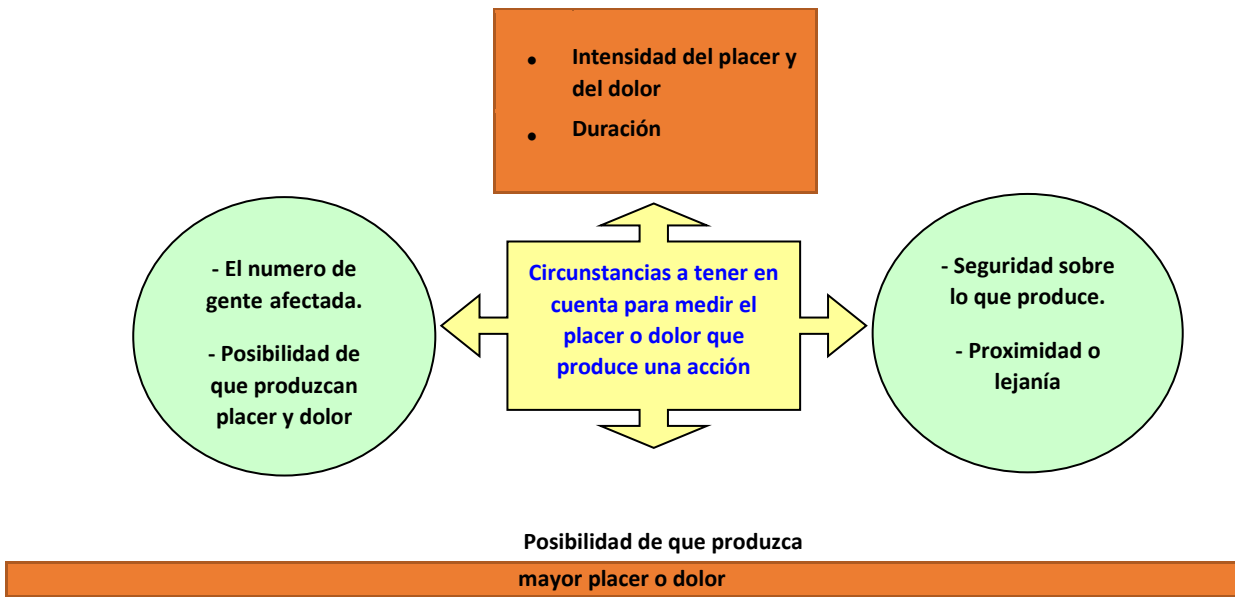 • Intensidad del placer y
del dolor
• Duración
- El numero de
gente afectada.
- Posibilidad de
que produzcan
placer y dolor
Circunstancias a tener en
cuenta para medir el
placer o dolor que
produce una acción
- Seguridad sobre
lo que produce.
- Proximidad o
lejanía
Posibilidad de que produzca
mayor placer o dolor